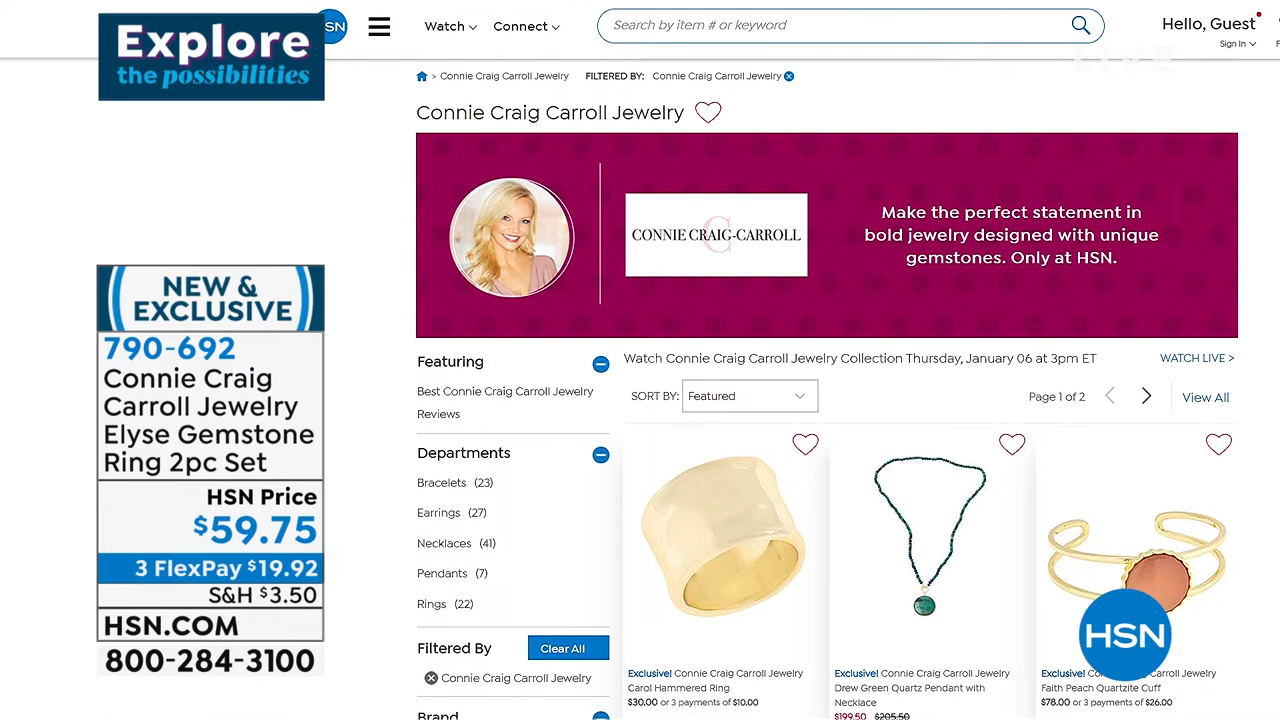 Explore
the possibilities
SN
Watch
Connect
Search by item # or keyword
Hello, Guest
Sign In
LIVE
> Connie Craig Carroll Jewelry
FILTERED BY: Connie Craig Carroll Jewelry
Connie Craig Carroll Jewelry
C
CONNIE CRAIG-CARROLL
Make the perfect statement in
bold jewelry designed with unique
gemstones. Only at HSN.
NEW &
EXCLUSIVE
790-692
Connie Craig
Carroll Jewelry
Elyse Gemstone
Ring 2pc Set
HSN Price
$59.75
3 FlexPay $19.92
S&H $3.50
HSN.COM
800-284-3100
Featuring
Best Connie Craig Carroll Jewelry
Reviews
Departments
Bracelets (23)
Earrings (27)
Necklaces (41)
Pendants (7)
Rings (22)
Filtered By
Clear All
Connie Craig Carroll Jewelry
Brand
Watch Connie Craig Carroll Jewelry Collection Thursday, January 06 at 3pm ET
WATCH LIVE >
SORT BY: Featured
Page 1 of 2
View All
Exclusive! Connie Craig Carroll Jewelry
Carol Hammered Ring
$30.00 or 3 payments of $10.00
Exclusive! Connie Craig Carroll Jewelry
Drew Green Quartz Pendant with
Necklace
$199.50 $205.50
HSN
Exclusive! Carroll Jewelry
Faith Peach Quartzite Cuff
$78.00 or 3 payments of $26.00